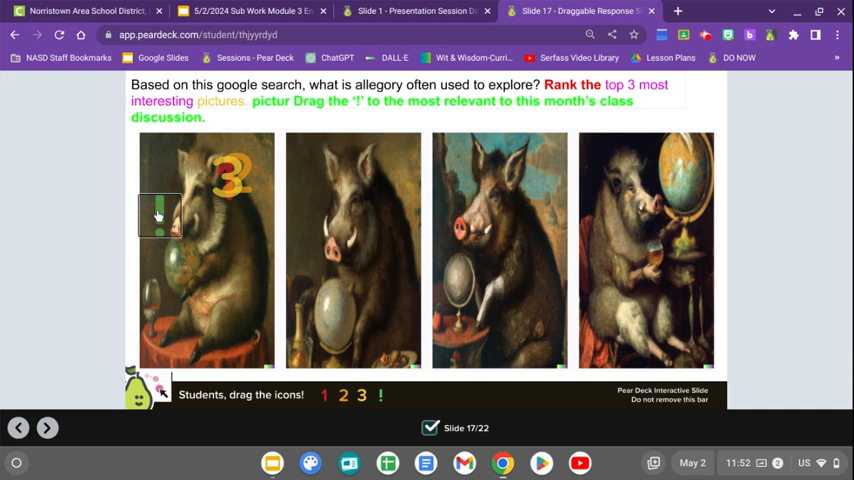 Norristown Area School District,
5/2/2024 Sub Work Module 3 En
Slide 1 - Presentation Session Da
Slide 17 - Draggable Response S
app.peardeck.com/student/thjyyrdyd
NASD Staff Bookmarks Google Slides Sessions - Pear Deck ChatGPT DALL·E Wit & Wisdom-Curri... Serfass Video Library Lesson Plans DO NOW »
Based on this google search, what is allegory often used to explore? Rank the top 3 most
interesting pictures. pictur Drag the '!' to the most relevant to this month's class
discussion.
3
!
Students, drag the icons! 1 2 3 !
Pear Deck Interactive Slide
Do not remove this bar
Slide 17/22
May 2 11:52 2 US